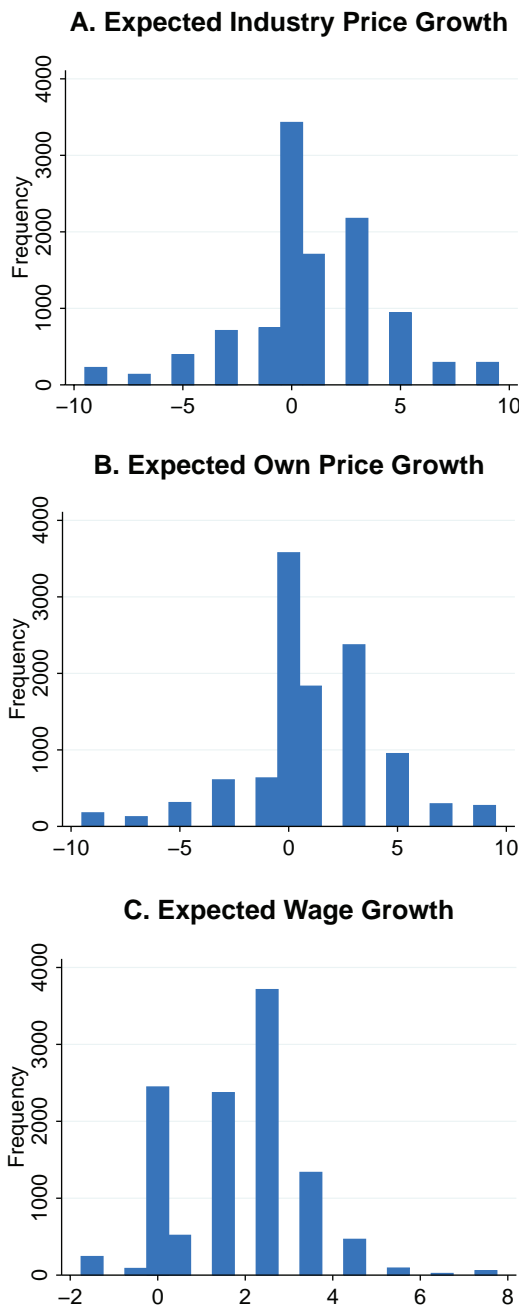 A. Expected Industry Price Growth
4000
3000
2000
1000
0
Frequency
−10 −5 0 5 10
B. Expected Own Price Growth
4000
3000
2000
1000
0
Frequency
−10 −5 0 5 10
C. Expected Wage Growth
4000
3000
2000
1000
0
Frequency
−2 0 2 4 6 8